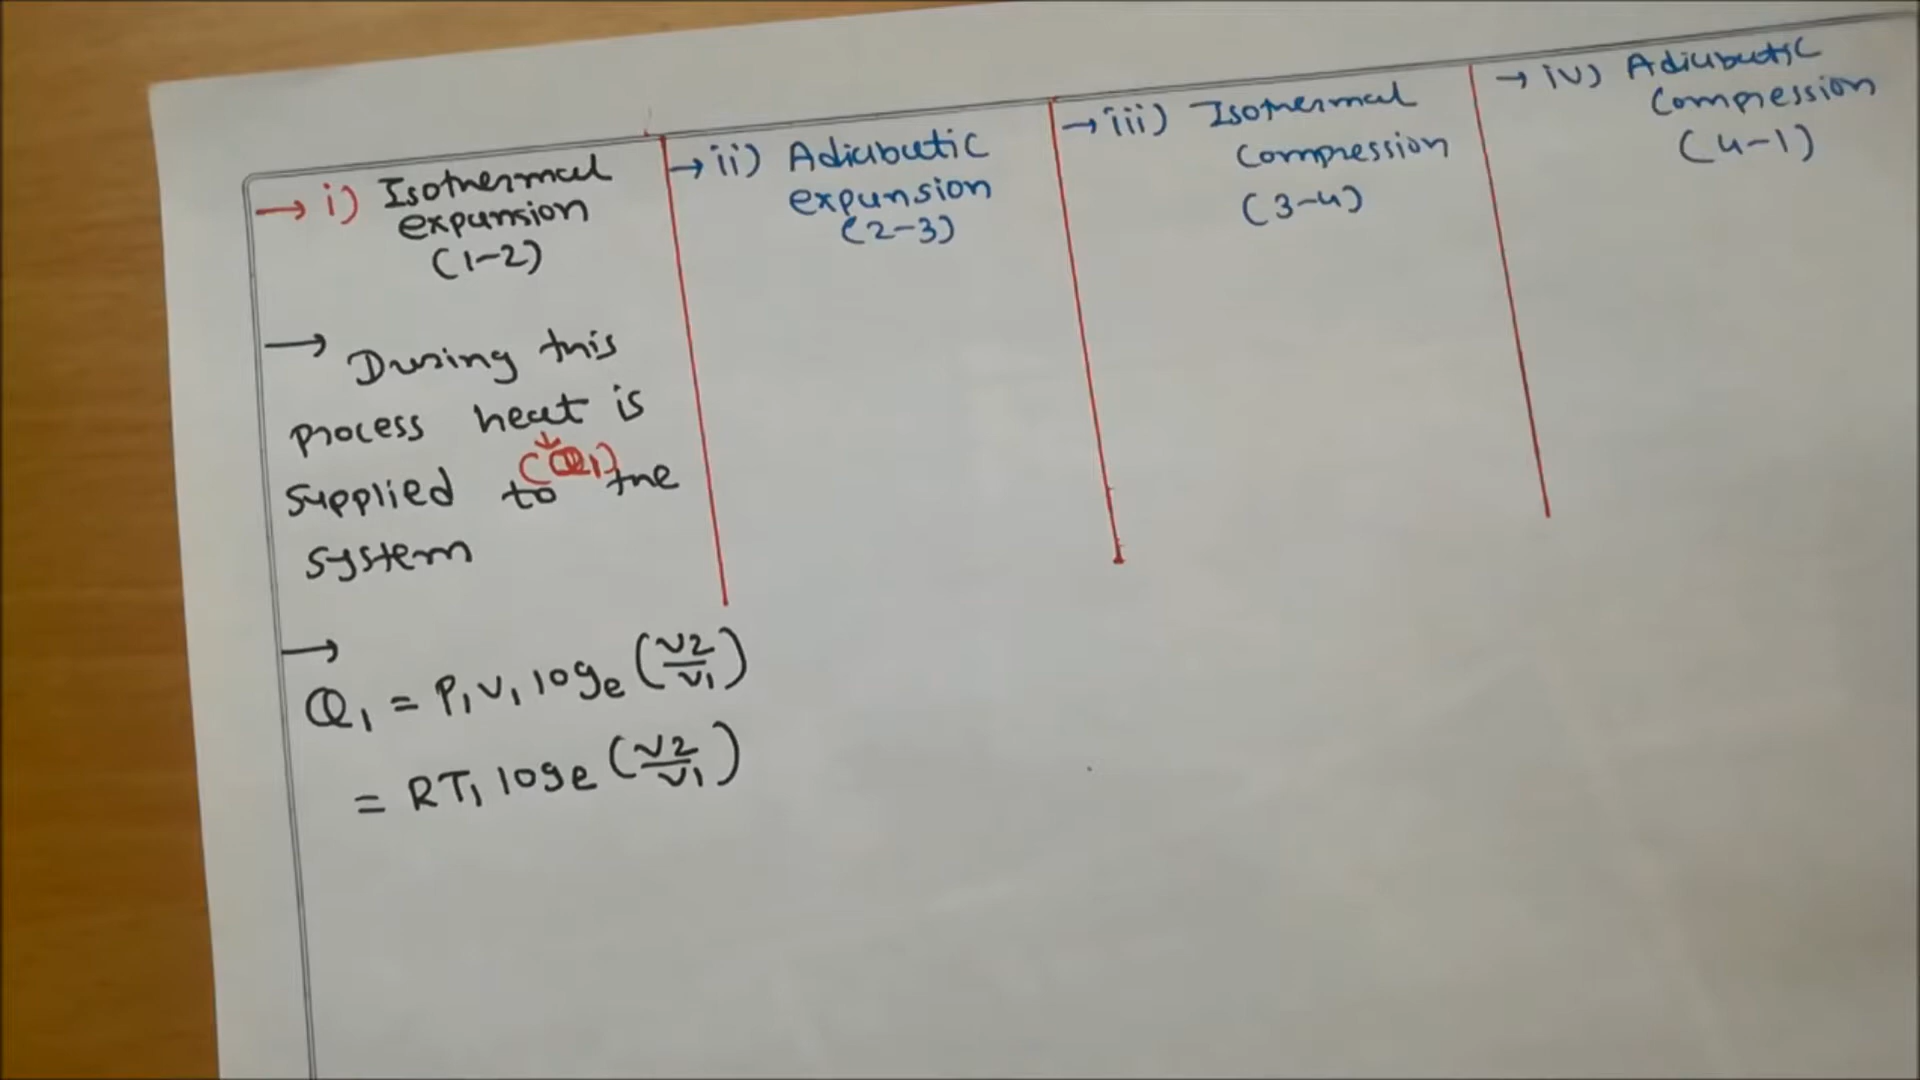 → i) Isothermal
expansion
(1-2)
→ During this
process heat is
(Q1)
supplied to the
system
→
Q1 = P1V1 loge (V2/V1)
= RT1 loge (V2/V1)
→ ii) Adiabatic
expansion
(2-3)
→ iii) Isothermal
compression
(3-4)
→ iv) Adiabatic
compression
(4-1)